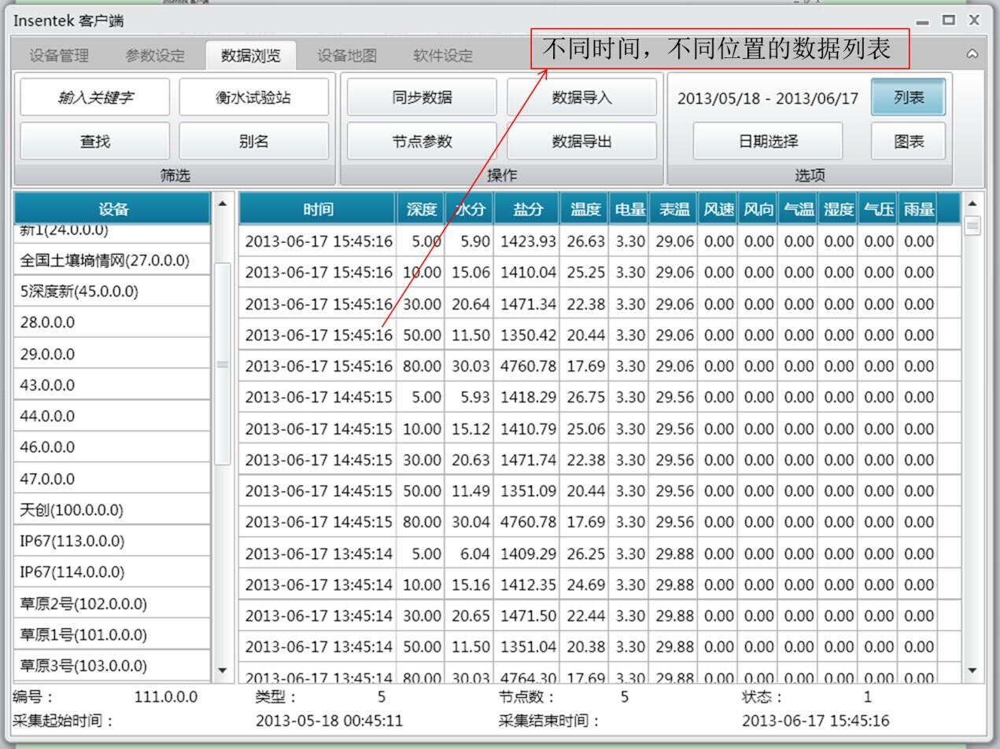 Insentek 客户端
不同时间，不同位置的数据列表
设备管理 参数设定 数据浏览 设备地图 软件设定
输入关键字 衡水试验站 同步数据 数据导入 2013/05/18 - 2013/06/17 列表
查找 别名 节点参数 数据导出 日期选择 图表
筛选 操作 选项
设备
新1(24.0.0.0)
全国土壤墒情网(27.0.0.0)
5深度新(45.0.0.0)
28.0.0.0
29.0.0.0
43.0.0.0
44.0.0.0
46.0.0.0
47.0.0.0
天创(100.0.0.0)
IP67(113.0.0.0)
IP67(114.0.0.0)
草原2号(102.0.0.0)
草原1号(101.0.0.0)
草原3号(103.0.0.0)
时间 深度 水分 盐分 温度 电量 表温 风速 风向 气温 湿度 气压 雨量
2013-06-17 15:45:16 5.00 5.90 1423.93 26.63 3.30 29.06 0.00 0.00 0.00 0.00 0.00 0.00
2013-06-17 15:45:16 10.00 15.06 1410.04 25.25 3.30 29.06 0.00 0.00 0.00 0.00 0.00 0.00
2013-06-17 15:45:16 30.00 20.64 1471.34 22.38 3.30 29.06 0.00 0.00 0.00 0.00 0.00 0.00
2013-06-17 15:45:16 50.00 11.50 1350.42 20.44 3.30 29.06 0.00 0.00 0.00 0.00 0.00 0.00
2013-06-17 15:45:16 80.00 30.03 4760.78 17.69 3.30 29.06 0.00 0.00 0.00 0.00 0.00 0.00
2013-06-17 14:45:15 5.00 5.93 1418.29 26.75 3.30 29.56 0.00 0.00 0.00 0.00 0.00 0.00
2013-06-17 14:45:15 10.00 15.12 1410.79 25.06 3.30 29.56 0.00 0.00 0.00 0.00 0.00 0.00
2013-06-17 14:45:15 30.00 20.63 1471.74 22.38 3.30 29.56 0.00 0.00 0.00 0.00 0.00 0.00
2013-06-17 14:45:15 50.00 11.49 1351.09 20.44 3.30 29.56 0.00 0.00 0.00 0.00 0.00 0.00
2013-06-17 14:45:15 80.00 30.04 4760.78 17.69 3.30 29.56 0.00 0.00 0.00 0.00 0.00 0.00
2013-06-17 13:45:14 5.00 6.04 1409.29 26.25 3.30 29.88 0.00 0.00 0.00 0.00 0.00 0.00
2013-06-17 13:45:14 10.00 15.16 1412.35 24.69 3.30 29.88 0.00 0.00 0.00 0.00 0.00 0.00
2013-06-17 13:45:14 30.00 20.65 1471.50 22.44 3.30 29.88 0.00 0.00 0.00 0.00 0.00 0.00
2013-06-17 13:45:14 50.00 11.50 1351.04 20.38 3.30 29.88 0.00 0.00 0.00 0.00 0.00 0.00
2013-06-17 13:45:14 80.00 30.03 4764.30 17.69 3.30 29.88 0.00 0.00 0.00 0.00 0.00 0.00
编号： 111.0.0.0 类型： 5 节点数： 5 状态： 1
采集起始时间： 2013-05-18 00:45:11 采集结束时间： 2013-06-17 15:45:16